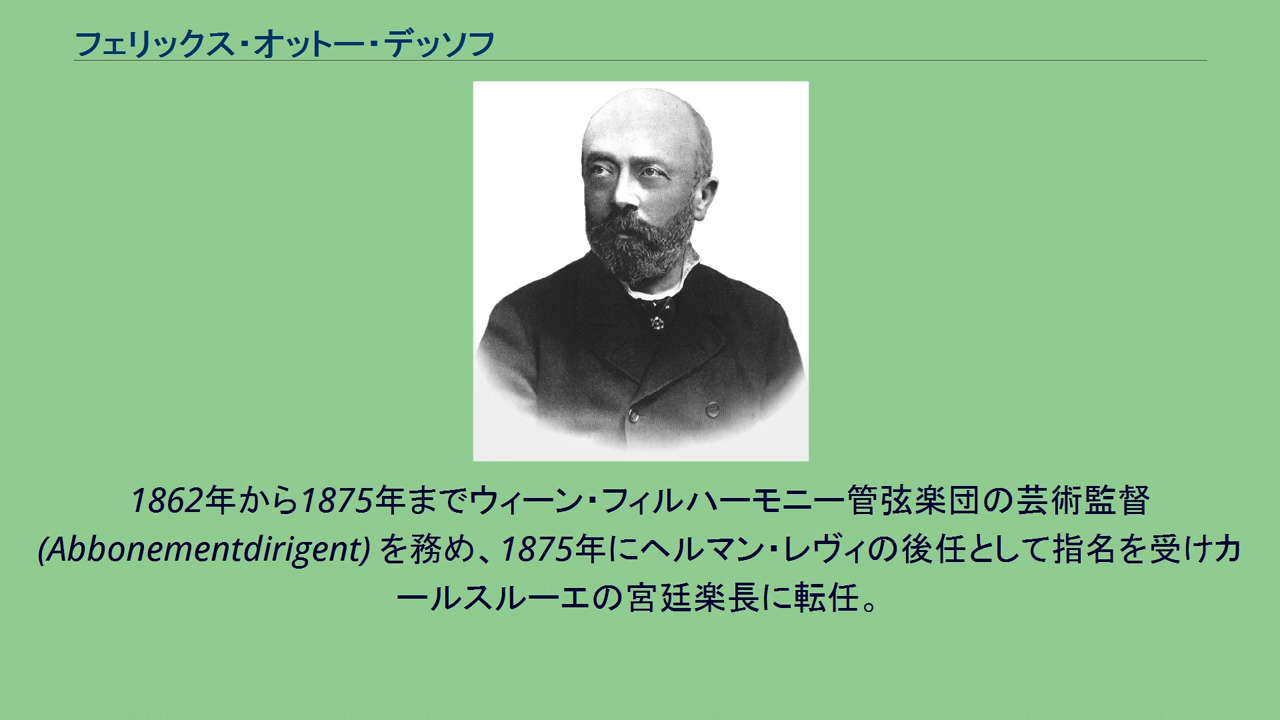 フェリックス・オットー・デッソフ
1862年から1875年までウィーン・フィルハーモニー管弦楽団の芸術監督
(Abbonementdirigent) を務め、1875年にヘルマン・レヴィの後任として指名を受けカ
ールスルーエの宮廷楽長に転任。